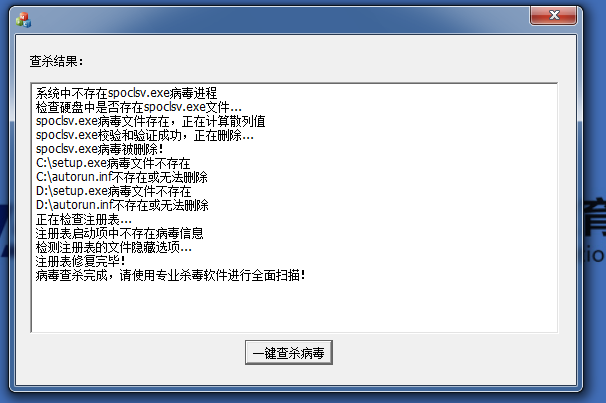 查杀结果:
系统中不存在spoclsv.exe病毒进程
检查硬盘中是否存在spoclsv.exe文件...
spoclsv.exe病毒文件存在，正在计算散列值
spoclsv.exe校验和验证成功，正在删除...
spoclsv.exe病毒被删除!
C:\setup.exe病毒文件不存在
C:\autorun.inf不存在或无法删除
D:\setup.exe病毒文件不存在
D:\autorun.inf不存在或无法删除
正在检查注册表...
注册表启动项中不存在病毒信息
检测注册表的文件隐藏选项...
注册表修复完毕!
病毒查杀完成，请使用专业杀毒软件进行全面扫描!
一键查杀病毒
育